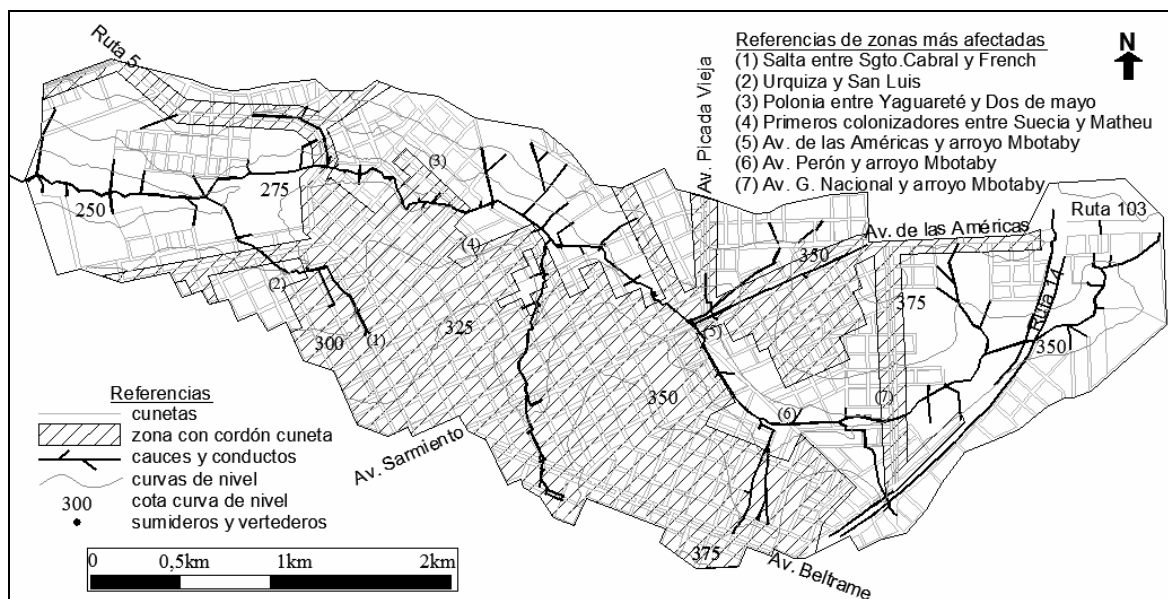 Ruta 5
Av. Picada Vieja
Referencias de zonas más afectadas
(1) Salta entre Sgto.Cabral y French
(2) Urquiza y San Luis
(3) Polonia entre Yaguareté y Dos de mayo
(4) Primeros colonizadores entre Suecia y Matheu
(5) Av. de las Américas y arroyo Mbotaby
(6) Av. Perón y arroyo Mbotaby
(7) Av. G. Nacional y arroyo Mbotaby
N
(3)
275
250
(4)
Av. de las Américas
Ruta 103
350
375
Ruta 14
350
(2)
300
(1)
325
(5)
350
(6)
(7)
Av. Sarmiento
375
Av. Beltrame
Referencias
cunetas
zona con cordón cuneta
cauces y conductos
curvas de nivel
300 cota curva de nivel
sumideros y vertederos
0 0,5km 1km 2km